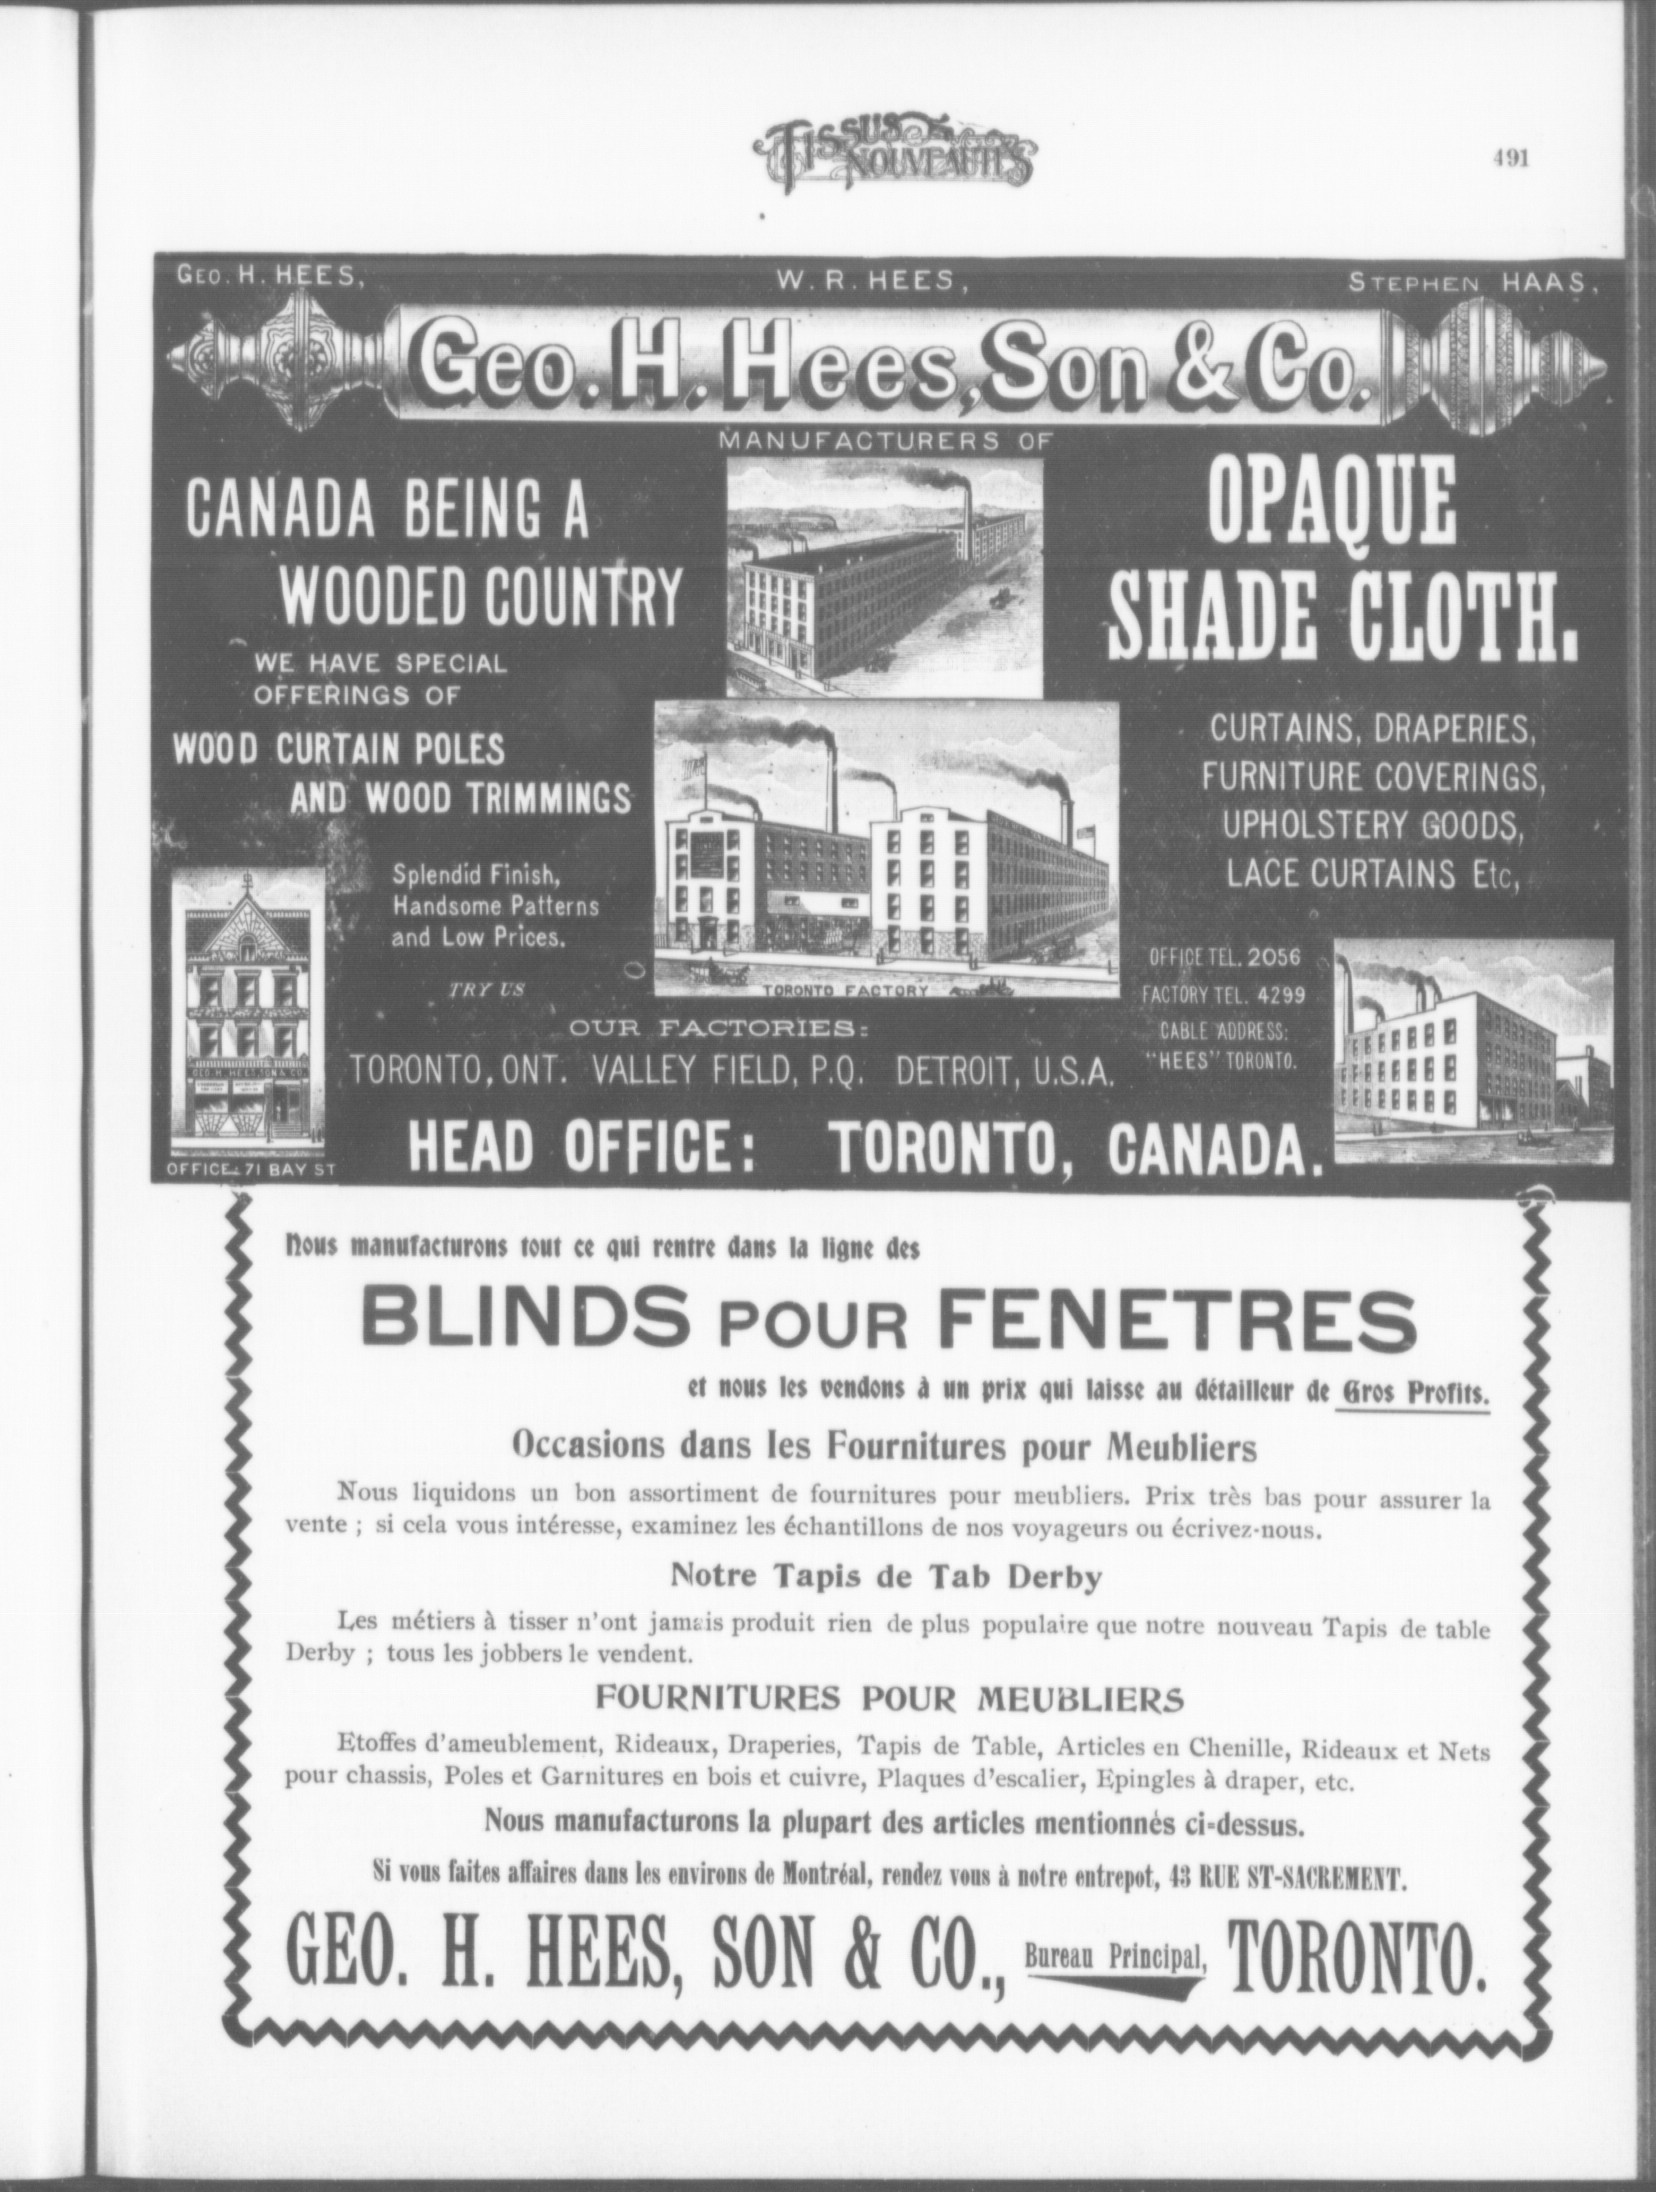 TISSUS ET NOUVEAUTÉS
491
GEO. H. HEES,
W. R. HEES,
STEPHEN HAAS,
Geo. H. Hees, Son & Co.
MANUFACTURERS OF
CANADA BEING A
WOODED COUNTRY
WE HAVE SPECIAL
OFFERINGS OF
WOOD CURTAIN POLES
AND WOOD TRIMMINGS
Splendid Finish,
Handsome Patterns
and Low Prices.
TRY US
OPAQUE
SHADE CLOTH.
CURTAINS, DRAPERIES,
FURNITURE COVERINGS,
UPHOLSTERY GOODS,
LACE CURTAINS Etc,
OFFICE TEL. 2056
FACTORY TEL. 4299
CABLE ADDRESS:
"HEES" TORONTO.
TORONTO FACTORY
OUR FACTORIES:
TORONTO, ONT. VALLEY FIELD, P.Q. DETROIT, U.S.A.
GEO. H. HEES, SON & CO.
OFFICE: 71 BAY ST
HEAD OFFICE: TORONTO, CANADA.
Nous manufacturons tout ce qui rentre dans la ligne des
BLINDS POUR FENETRES
et nous les vendons à un prix qui laisse au détailleur de Gros Profits.
Occasions dans les Fournitures pour Meubliers
Nous liquidons un bon assortiment de fournitures pour meubliers. Prix très bas pour assurer la
vente ; si cela vous intéresse, examinez les échantillons de nos voyageurs ou écrivez-nous.
Notre Tapis de Tab Derby
Les métiers à tisser n'ont jamais produit rien de plus populaire que notre nouveau Tapis de table
Derby ; tous les jobbers le vendent.
FOURNITURES POUR MEUBLIERS
Etoffes d'ameublement, Rideaux, Draperies, Tapis de Table, Articles en Chenille, Rideaux et Nets
pour chassis, Poles et Garnitures en bois et cuivre, Plaques d'escalier, Epingles à draper, etc.
Nous manufacturons la plupart des articles mentionnés ci-dessus.
Si vous faites affaires dans les environs de Montréal, rendez vous à notre entrepot, 43 RUE ST-SACREMENT.
GEO. H. HEES, SON & CO., Bureau Principal, TORONTO.